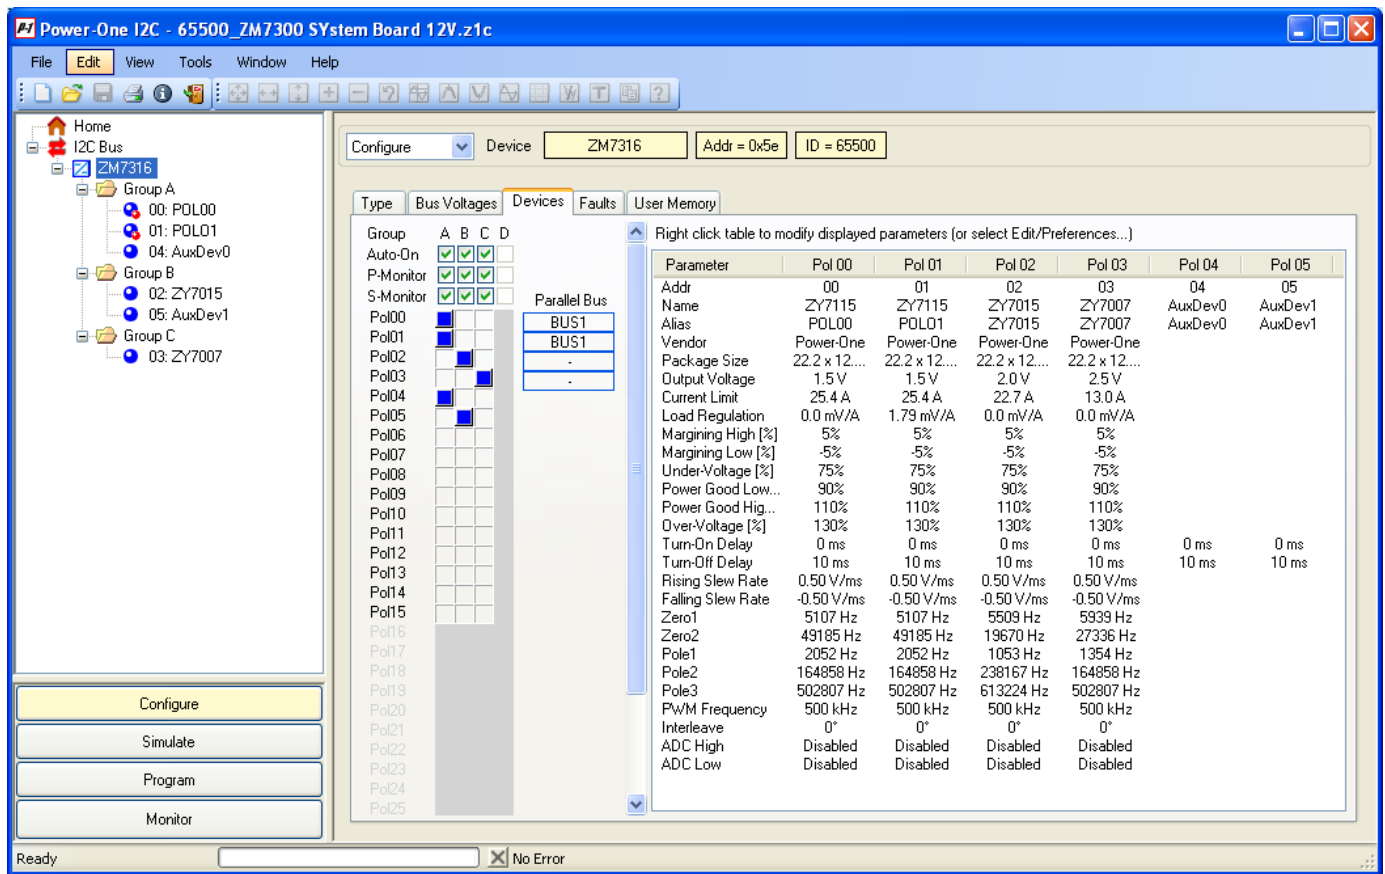 Power-One I2C - 65500_ZM7300 SYstem Board 12V.z1c
File Edit View Tools Window Help
Home
I2C Bus
ZM7316
Group A
00: POL00
01: POL01
04: AuxDev0
Group B
02: ZY7015
05: AuxDev1
Group C
03: ZY7007
Configure
Simulate
Program
Monitor
Configure Device ZM7316 Addr = 0x5e ID = 65500
Type Bus Voltages Devices Faults User Memory
Group A B C D
Auto-On
P-Monitor
S-Monitor Parallel Bus
Pol00 BUS1
Pol01 BUS1
Pol02 -
Pol03 -
Pol04
Pol05
Pol06
Pol07
Pol08
Pol09
Pol10
Pol11
Pol12
Pol13
Pol14
Pol15
Pol16
Pol17
Pol18
Pol19
Pol20
Pol21
Pol22
Pol23
Pol24
Pol25
Right click table to modify displayed parameters (or select Edit/Preferences...)
Parameter Pol 00 Pol 01 Pol 02 Pol 03 Pol 04 Pol 05
Addr 00 01 02 03 04 05
Name ZY7115 ZY7115 ZY7015 ZY7007 AuxDev0 AuxDev1
Alias POL00 POL01 ZY7015 ZY7007 AuxDev0 AuxDev1
Vendor Power-One Power-One Power-One Power-One
Package Size 22.2 x 12.... 22.2 x 12.... 22.2 x 12.... 22.2 x 12....
Output Voltage 1.5 V 1.5 V 2.0 V 2.5 V
Current Limit 25.4 A 25.4 A 22.7 A 13.0 A
Load Regulation 0.0 mV/A 1.79 mV/A 0.0 mV/A 0.0 mV/A
Margining High [%] 5% 5% 5% 5%
Margining Low [%] -5% -5% -5% -5%
Under-Voltage [%] 75% 75% 75% 75%
Power Good Low... 90% 90% 90% 90%
Power Good Hig... 110% 110% 110% 110%
Over-Voltage [%] 130% 130% 130% 130%
Turn-On Delay 0 ms 0 ms 0 ms 0 ms 0 ms 0 ms
Turn-Off Delay 10 ms 10 ms 10 ms 10 ms 10 ms 10 ms
Rising Slew Rate 0.50 V/ms 0.50 V/ms 0.50 V/ms 0.50 V/ms
Falling Slew Rate -0.50 V/ms -0.50 V/ms -0.50 V/ms -0.50 V/ms
Zero1 5107 Hz 5107 Hz 5509 Hz 5939 Hz
Zero2 49185 Hz 49185 Hz 19670 Hz 27336 Hz
Pole1 2052 Hz 2052 Hz 1053 Hz 1354 Hz
Pole2 164858 Hz 164858 Hz 238167 Hz 164858 Hz
Pole3 502807 Hz 502807 Hz 613224 Hz 502807 Hz
PWM Frequency 500 kHz 500 kHz 500 kHz 500 kHz
Interleave 0° 0° 0° 0°
ADC High Disabled Disabled Disabled Disabled
ADC Low Disabled Disabled Disabled Disabled
Ready No Error